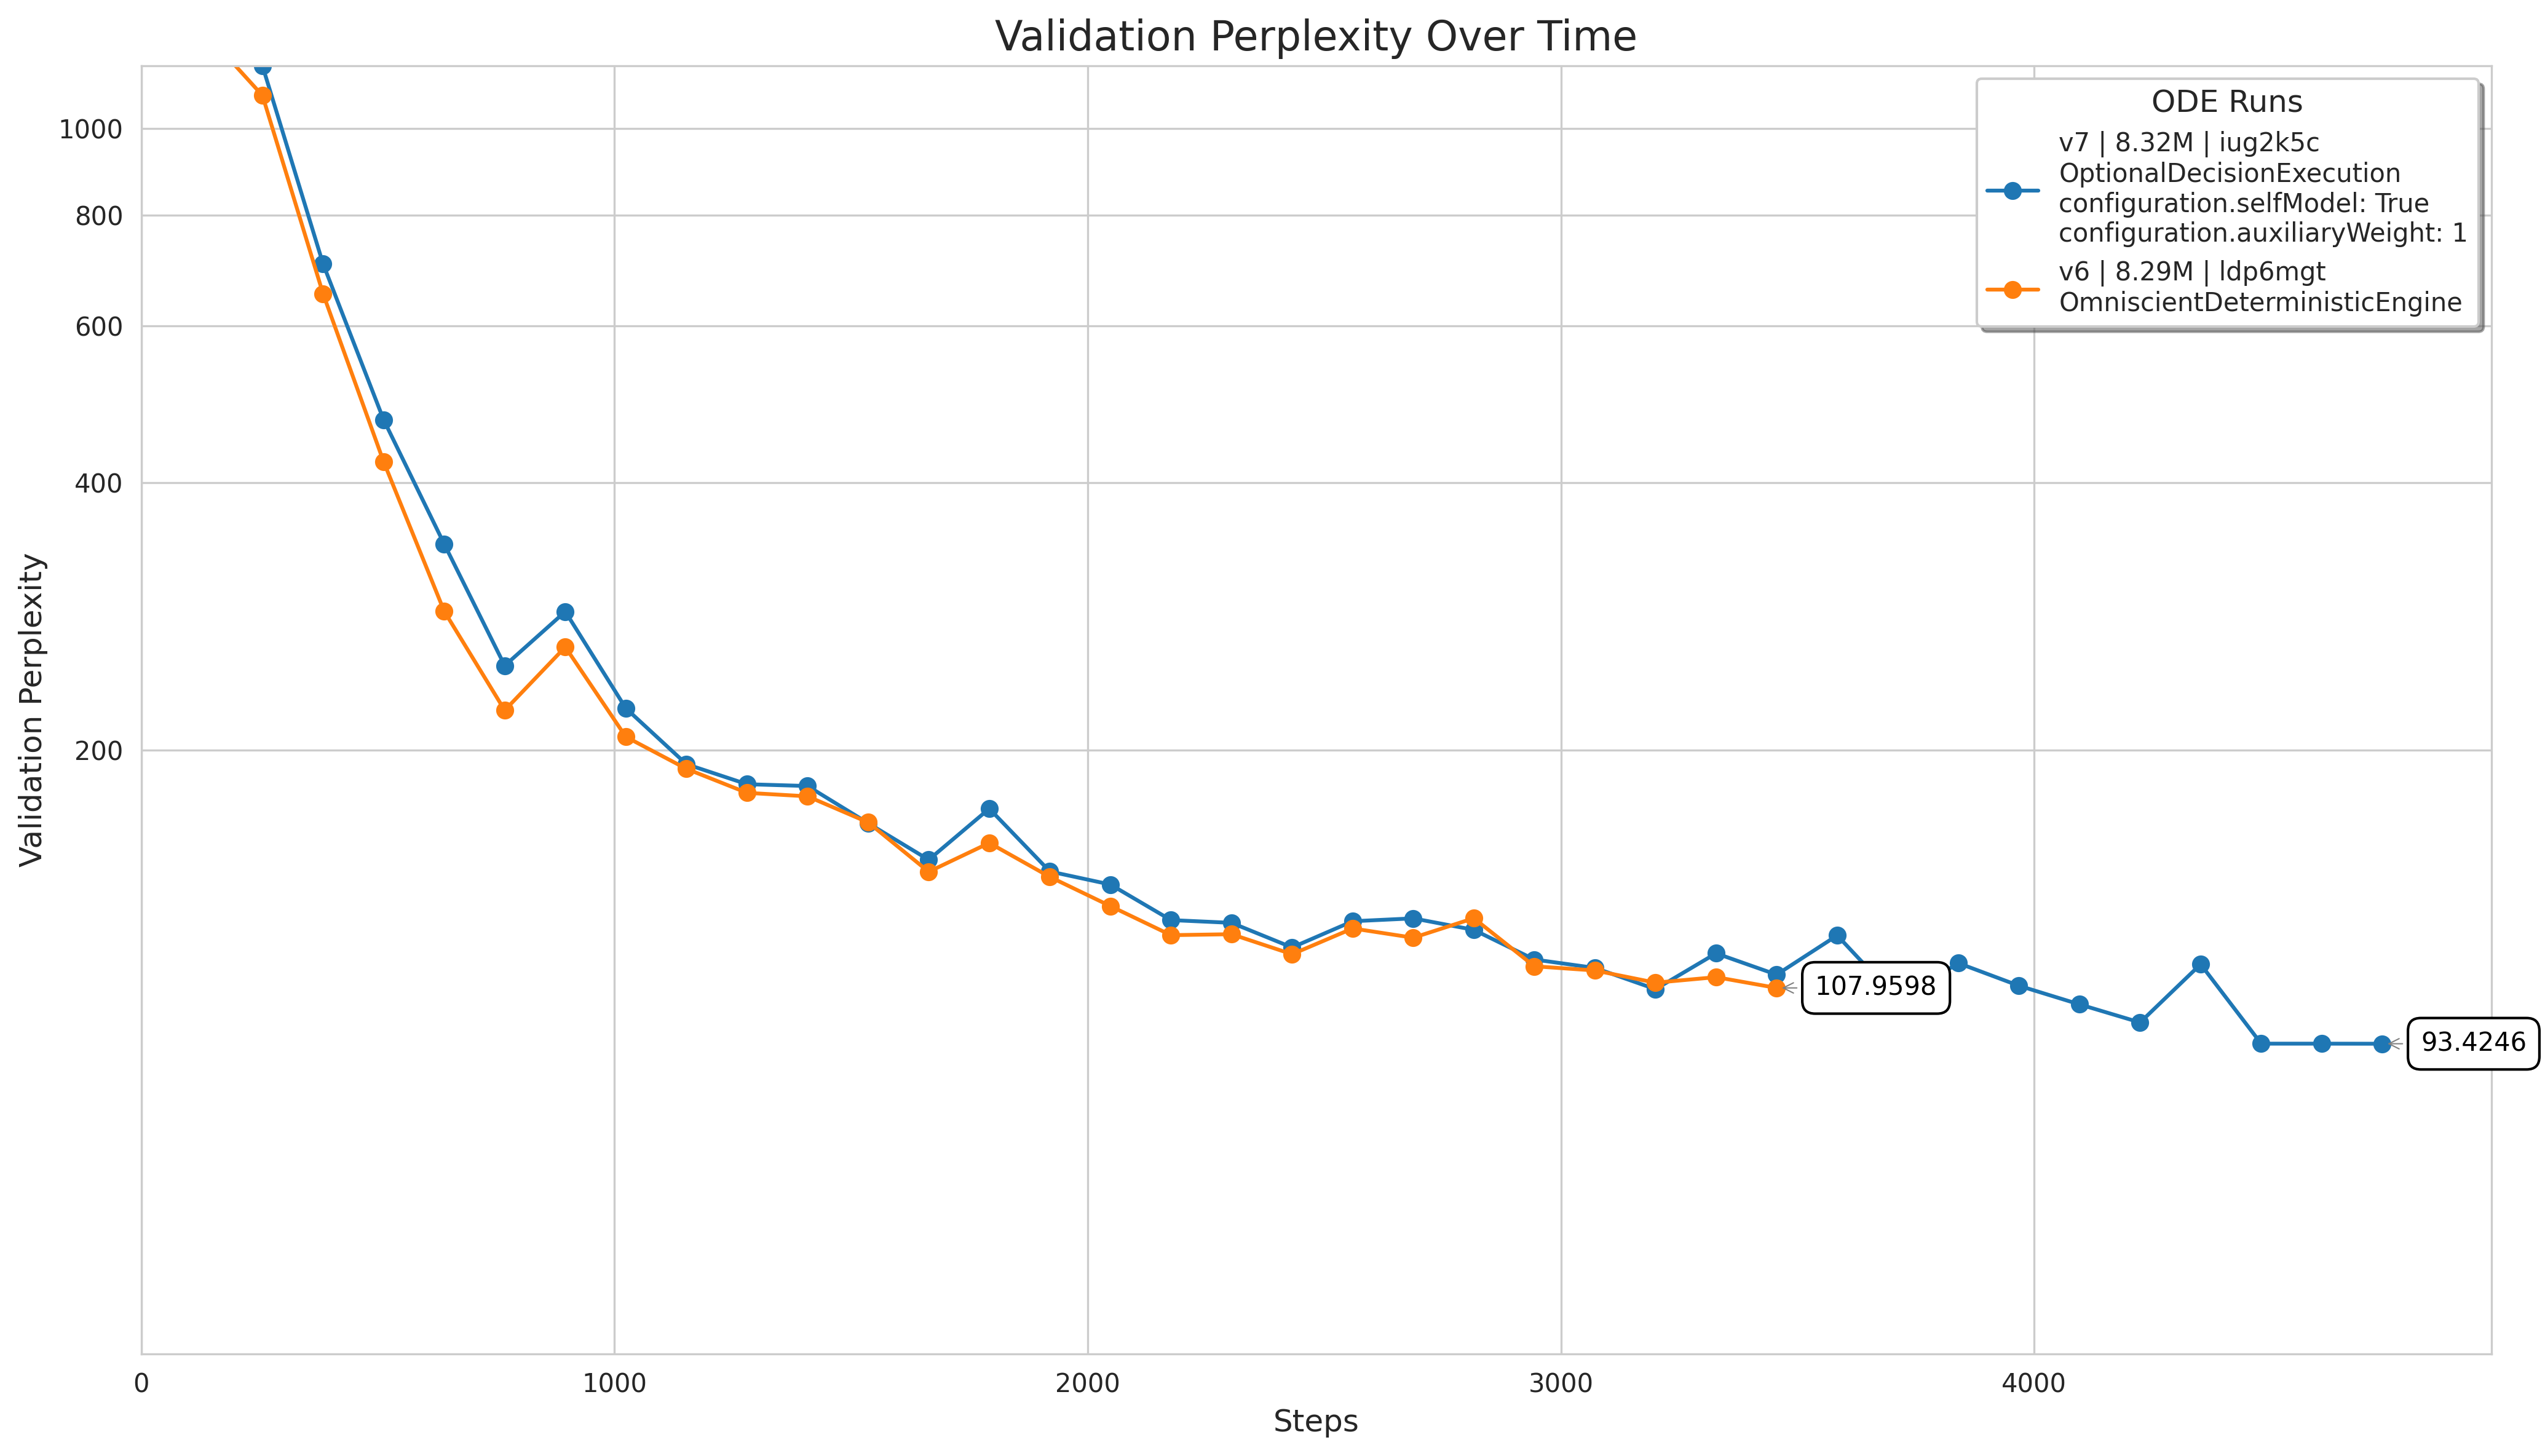 Validation Perplexity Over Time
Validation Perplexity
1000
800
600
400
200
ODE Runs
v7 | 8.32M | iug2k5c
OptionalDecisionExecution
configuration.selfModel: True
configuration.auxiliaryWeight: 1
v6 | 8.29M | ldp6mgt
OmniscientDeterministicEngine
107.9598
93.4246
0
1000
2000
3000
4000
Steps